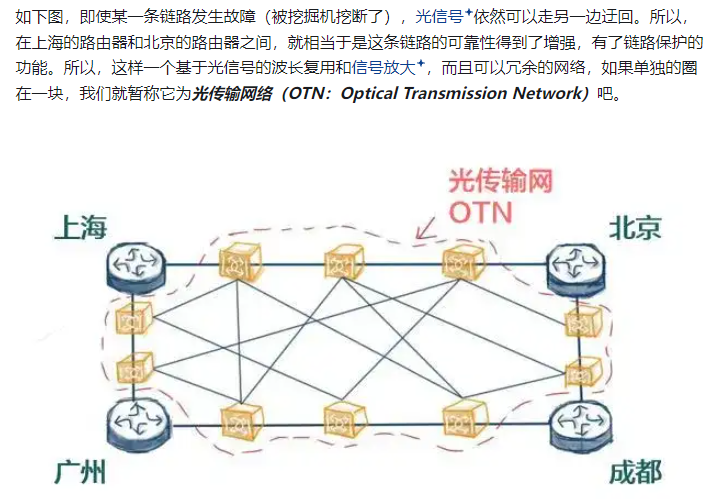 如下图，即使某一条链路发生故障（被挖掘机挖断了），光信号依然可以走另一边迂回。所以，
在上海的路由器和北京的路由器之间，就相当于是这条链路的可靠性得到了增强，有了链路保护的
功能。所以，这样一个基于光信号的波长复用和信号放大，而且可以冗余的网络，如果单独的圈
在一块，我们就暂称它为光传输网络（OTN：Optical Transmission Network）吧。
光传输网
OTN
上海
北京
广州
成都